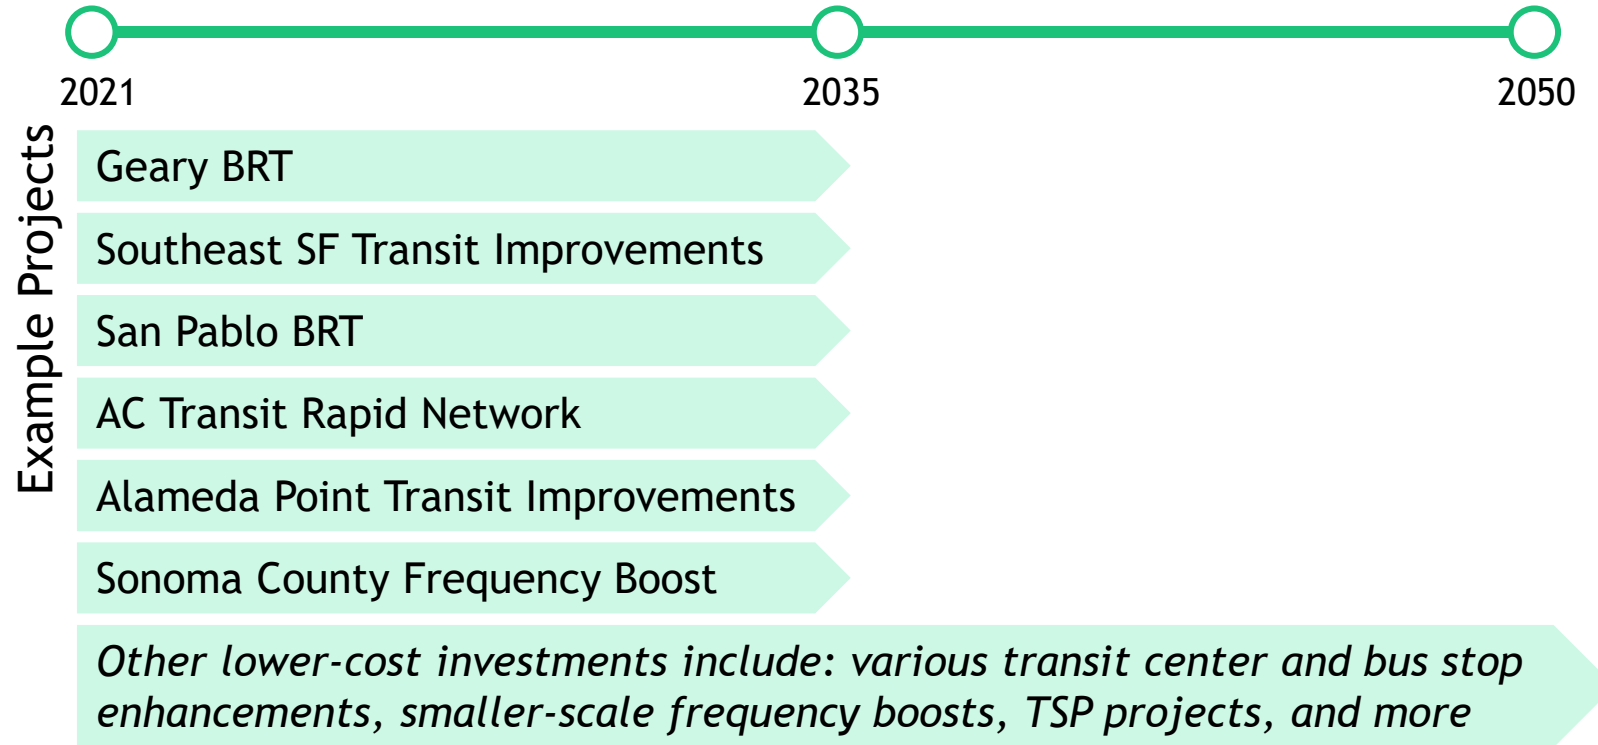 2021 2035 2050
Example Projects
Geary BRT
Southeast SF Transit Improvements
San Pablo BRT
AC Transit Rapid Network
Alameda Point Transit Improvements
Sonoma County Frequency Boost
Other lower-cost investments include: various transit center and bus stop
enhancements, smaller-scale frequency boosts, TSP projects, and more